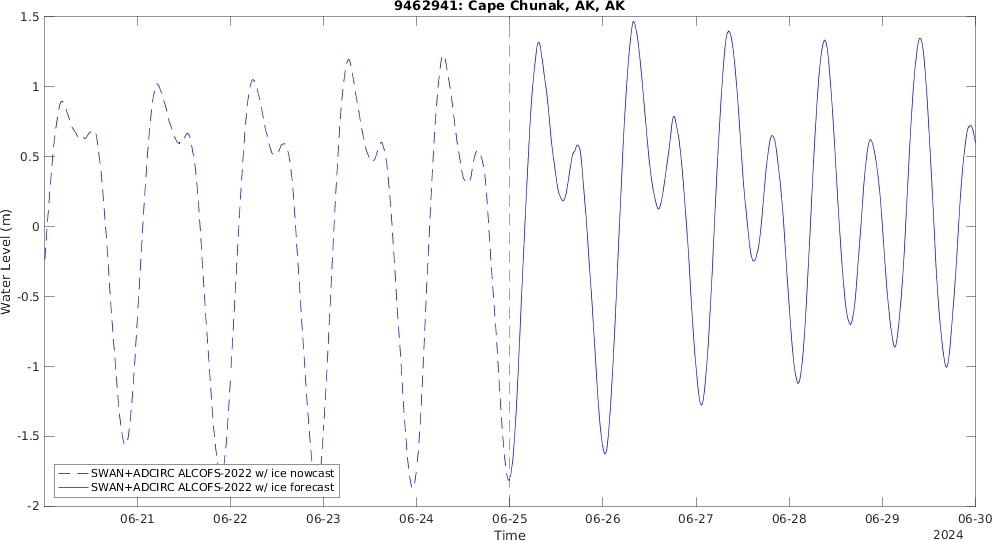 9462941: Cape Chunak, AK, AK
1.5
1
0.5
0
-0.5
-1
-1.5
-2
Water Level (m)
SWAN+ADCIRC ALCOFS-2022 w/ ice nowcast
SWAN+ADCIRC ALCOFS-2022 w/ ice forecast
06-21 06-22 06-23 06-24 06-25 06-26 06-27 06-28 06-29 06-30
Time
2024